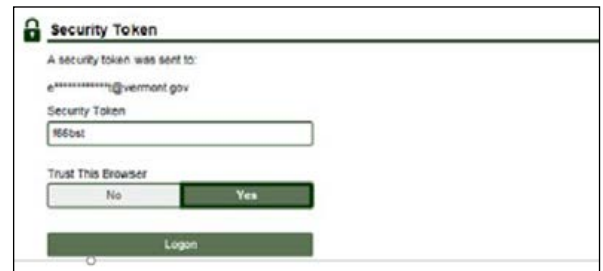 Security Token
A security token was sent to:
e*************t@vermont.gov
Security Token
f66bst
Trust This Browser
No Yes
Logon